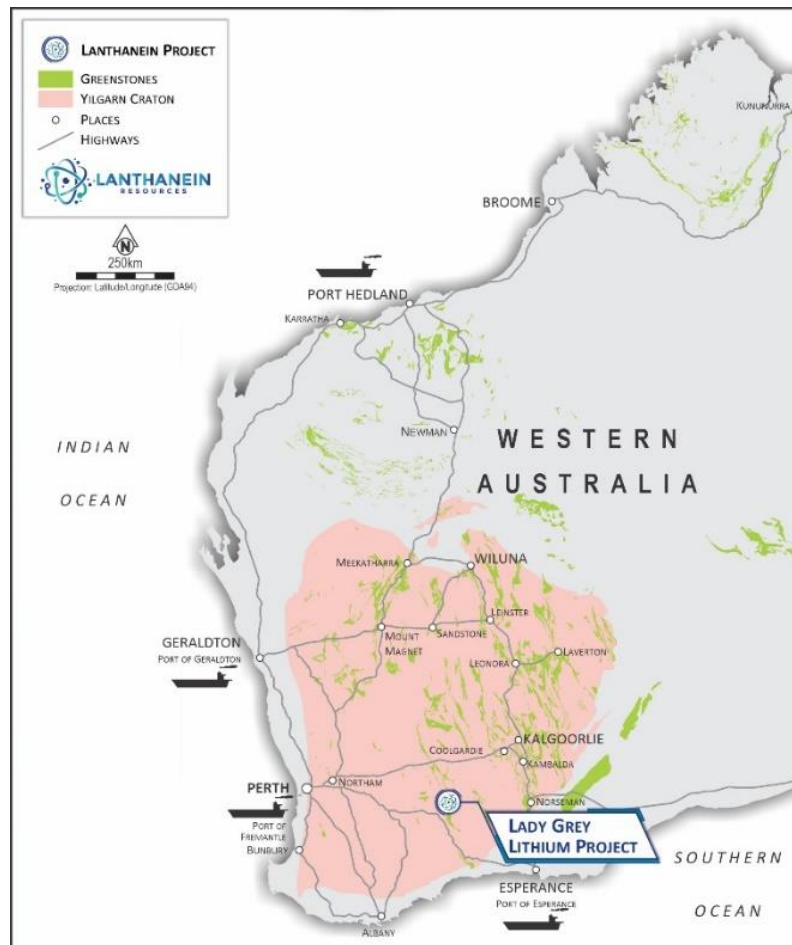 LANTHANEIN PROJECT
GREENSTONES
YILGARN CRATON
PLACES
HIGHWAYS
LANTHANEIN
RESOURCES
N
250km
Projection: Latitude/Longitude (GDA94)
KUNUNURRA
BROOME
PORT HEDLAND
KARRATHA
NEWMAN
WESTERN
AUSTRALIA
INDIAN
OCEAN
MEEKATHARRA
WILUNA
LEINSTER
SANDSTONE
MOUNT
MAGNET
GERALDTON
PORT OF GERALDTON
LEONORA
LAVERTON
KALGOORLIE
COOLGARDIE
KAMBALDA
PERTH
NORTHAM
NORSEMAN
PORT OF
FREMANTLE
BUNBURY
LADY GREY
LITHIUM PROJECT
SOUTHERN
OCEAN
ESPERANCE
PORT OF ESPERANCE
ALBANY